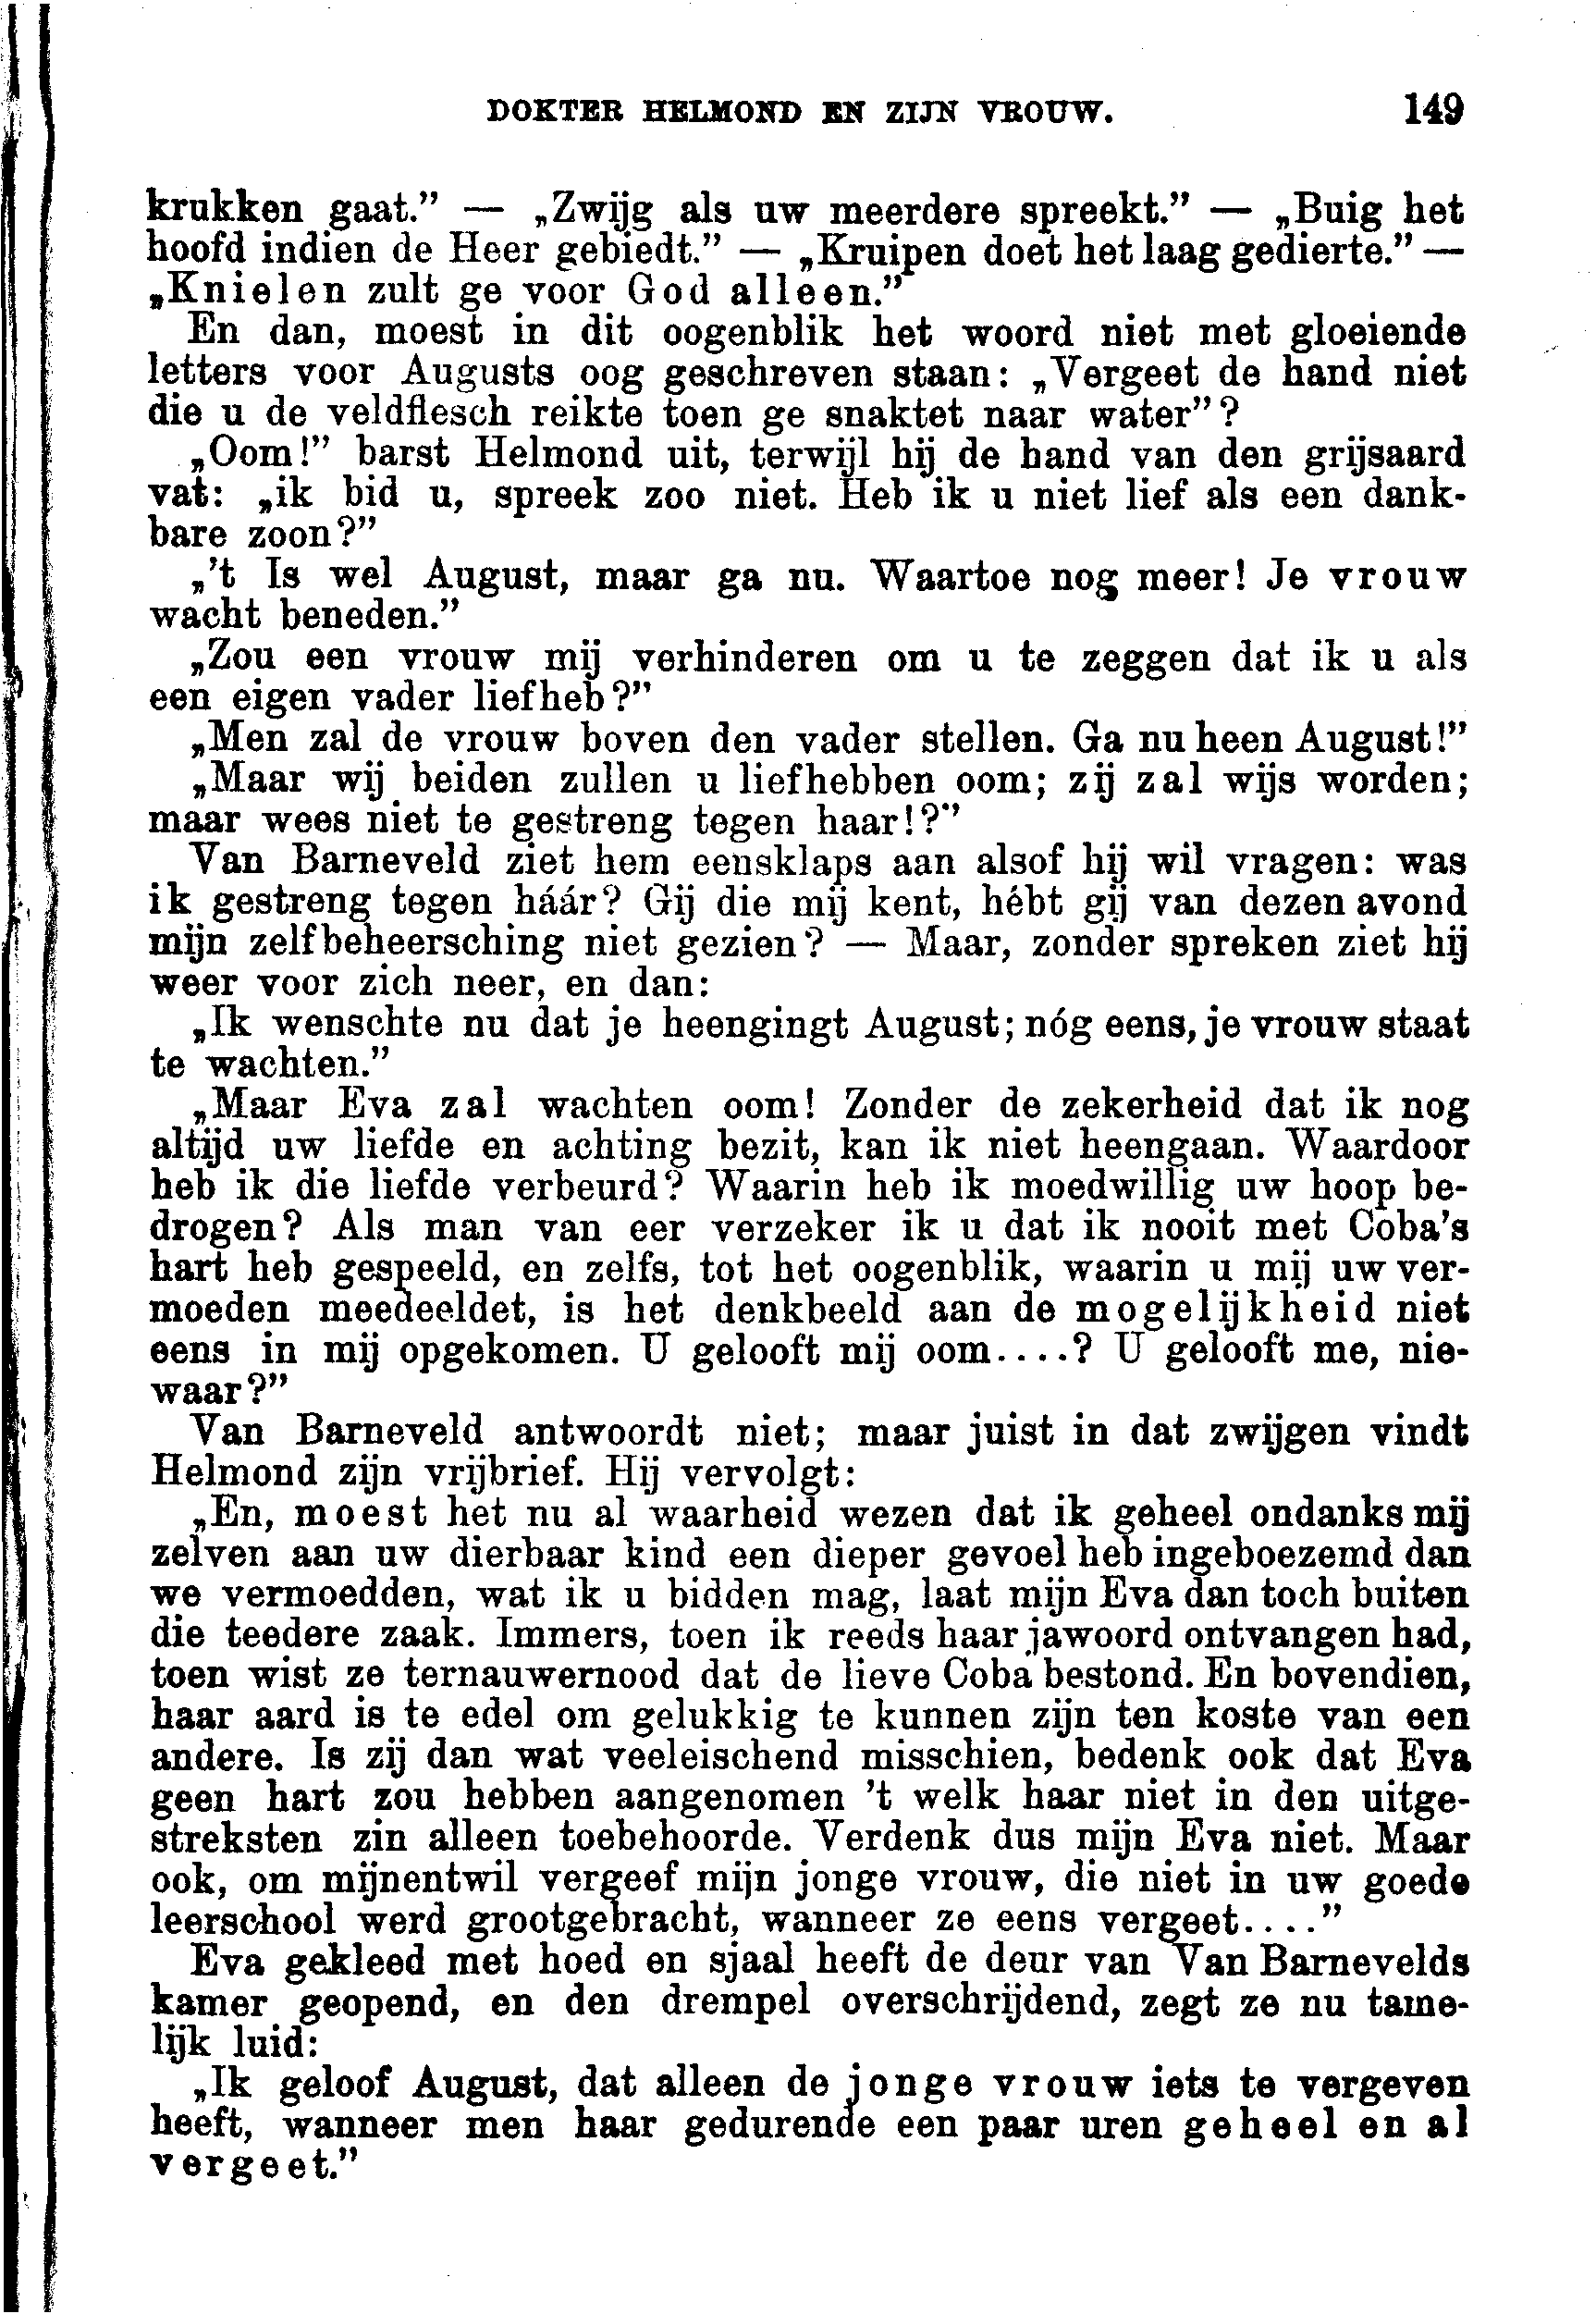 DOKTER HELMOND EN ZIJN VROUW. 149
krukken gaat.” — „Zwijg als uw meerdere spreekt.” — „Buig het
hoofd indien de Heer gebiedt.” — „Kruipen doet het laag gedierte.” —
„Knielen zult ge voor God alleen.”
En dan, moest in dit oogenblik het woord niet met gloeiende
letters voor Augusts oog geschreven staan: „Vergeet de hand niet
die u de veldflesch reikte toen ge snaktet naar water”?
„Oom!” barst Helmond uit, terwijl hij de hand van den grijsaard
vat: „ik bid u, spreek zoo niet. Heb ik u niet lief als een dank-
bare zoon?”
„’t Is wel August, maar ga nu. Waartoe nog meer! Je vrouw
wacht beneden.”
„Zou een vrouw mij verhinderen om u te zeggen dat ik u als
een eigen vader liefheb?”
„Men zal de vrouw boven den vader stellen. Ga nu heen August!”
„Maar wij beiden zullen u liefhebben oom; zij zal wijs worden;
maar wees niet te gestreng tegen haar!?”
Van Barneveld ziet hem eensklaps aan alsof hij wil vragen: was
ik gestreng tegen háár? Gij die mij kent, hébt gij van dezen avond
mijn zelfbeheersching niet gezien? — Maar, zonder spreken ziet hij
weer voor zich neer, en dan:
„Ik wenschte nu dat je heengingt August; nóg eens, je vrouw staat
te wachten.”
„Maar Eva zal wachten oom! Zonder de zekerheid dat ik nog
altijd uw liefde en achting bezit, kan ik niet heengaan. Waardoor
heb ik die liefde verbeurd? Waarin heb ik moedwillig uw hoop be-
drogen? Als man van eer verzeker ik u dat ik nooit met Coba’s
hart heb gespeeld, en zelfs, tot het oogenblik, waarin u mij uw ver-
moeden meedeeldet, is het denkbeeld aan de mogelijkheid niet
eens in mij opgekomen. U gelooft mij oom....? U gelooft me, nie-
waar?”
Van Barneveld antwoordt niet; maar juist in dat zwijgen vindt
Helmond zijn vrijbrief. Hij vervolgt:
„En, moest het nu al waarheid wezen dat ik geheel ondanks mij
zelven aan uw dierbaar kind een dieper gevoel heb ingeboezemd dan
we vermoedden, wat ik u bidden mag, laat mijn Eva dan toch buiten
die teedere zaak. Immers, toen ik reeds haar jawoord ontvangen had,
toen wist ze ternauwernood dat de lieve Coba bestond. En bovendien,
haar aard is te edel om gelukkig te kunnen zijn ten koste van een
andere. Is zij dan wat veeleischend misschien, bedenk ook dat Eva
geen hart zou hebben aangenomen ’t welk haar niet in den uitge-
streksten zin alleen toebehoorde. Verdenk dus mijn Eva niet. Maar
ook, om mijnentwil vergeef mijn jonge vrouw, die niet in uw goede
leerschool werd grootgebracht, wanneer ze eens vergeet....”
Eva gekleed met hoed en sjaal heeft de deur van Van Barnevelds
kamer geopend, en den drempel overschrijdend, zegt ze nu tame-
lijk luid:
„Ik geloof August, dat alleen de jonge vrouw iets te vergeven
heeft, wanneer men haar gedurende een paar uren geheel en al
vergeet.”